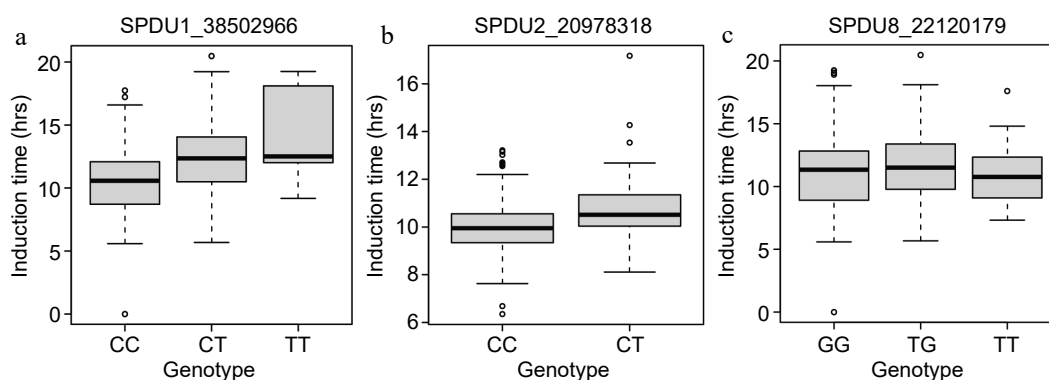 a
SPDU1_38502966
Induction time (hrs)
20
15
10
5
0
CC CT TT
Genotype
b
SPDU2_20978318
Induction time (hrs)
16
14
12
10
8
6
CC CT
Genotype
c
SPDU8_22120179
Induction time (hrs)
20
15
10
5
0
GG TG TT
Genotype